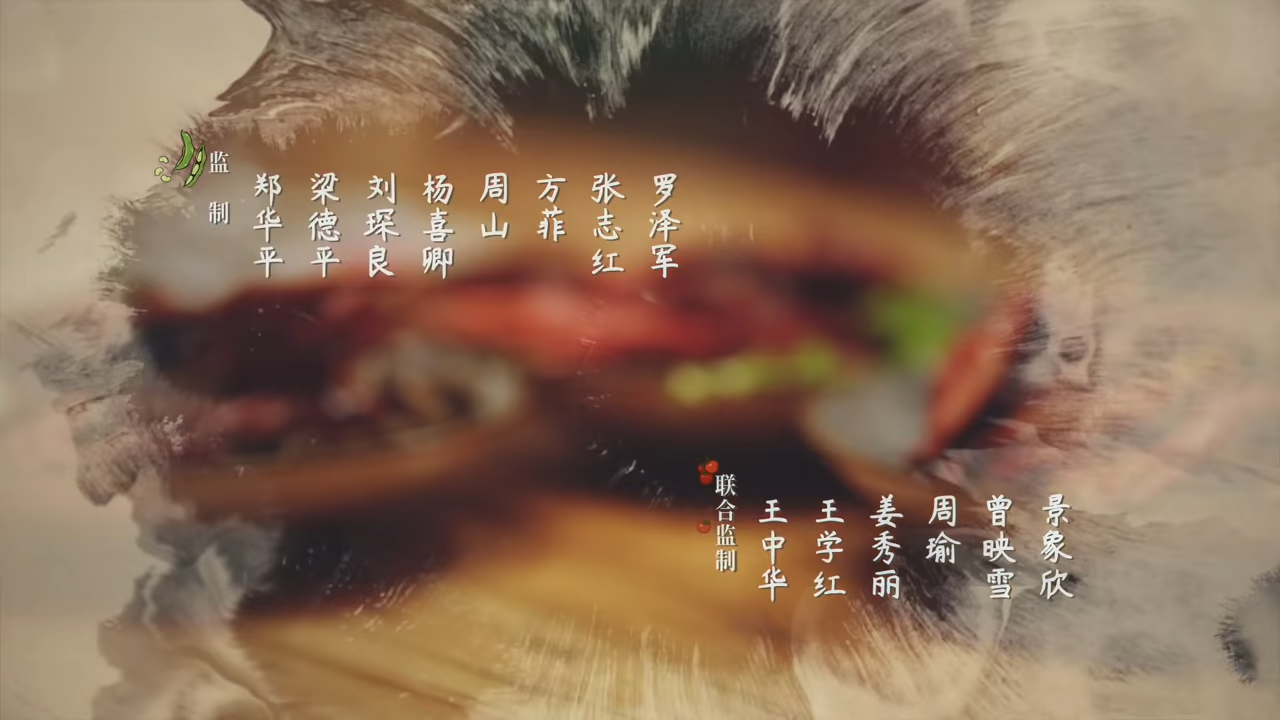 监制
郑华平
梁德平
刘琛良
杨喜卿
周山
方菲
张志红
罗泽军
联合监制
王中华
王学红
姜秀丽
周瑜
曾映雪
景象欣